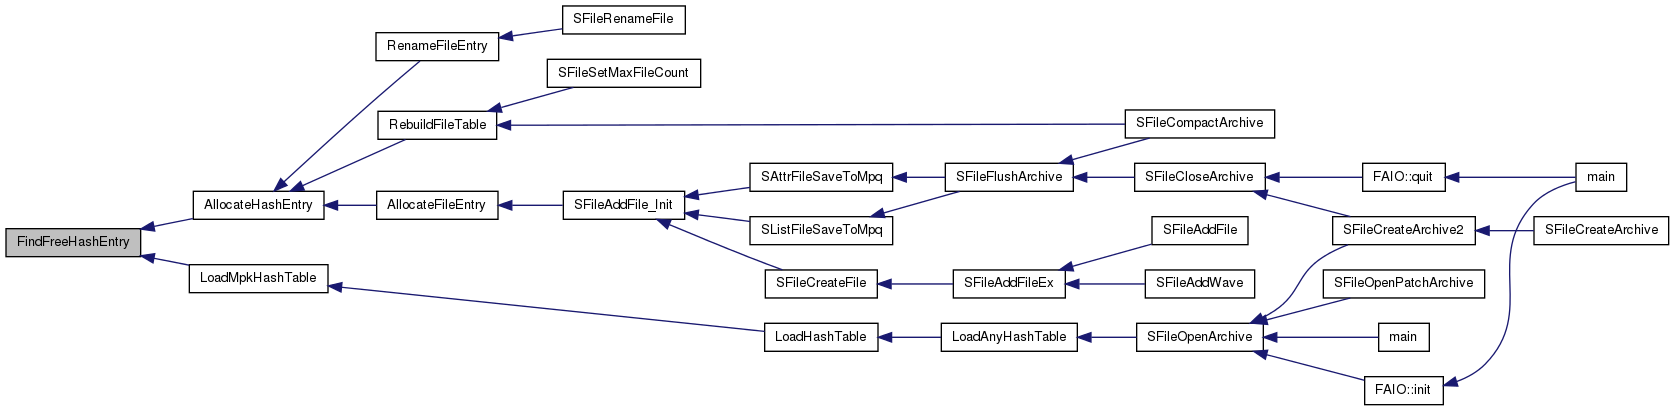 SFileRenameFile
RenameFileEntry
SFileSetMaxFileCount
RebuildFileTable
SFileCompactArchive
SAttrFileSaveToMpq
SFileFlushArchive
SFileCloseArchive
FAIO::quit
main
AllocateHashEntry
AllocateFileEntry
SFileAddFile_Init
SListFileSaveToMpq
SFileAddFile
SFileCreateArchive2
SFileCreateArchive
FindFreeHashEntry
LoadMpkHashTable
SFileCreateFile
SFileAddFileEx
SFileAddWave
SFileOpenPatchArchive
LoadHashTable
LoadAnyHashTable
SFileOpenArchive
main
FAIO::init